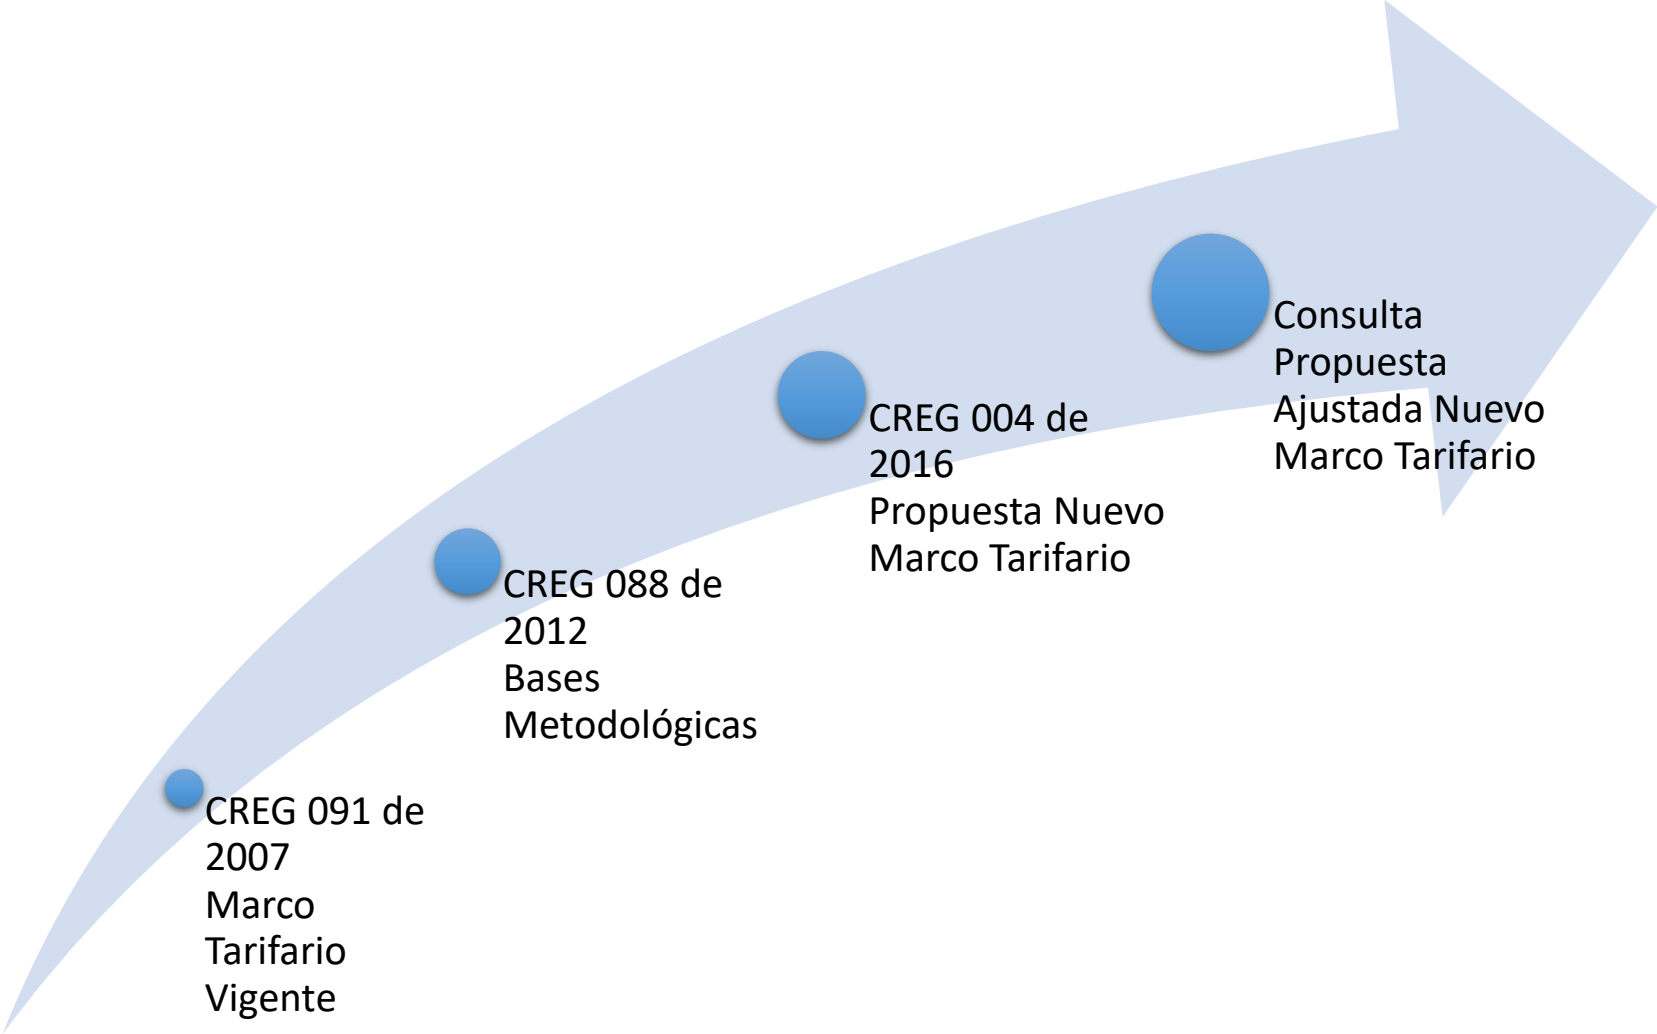 CREG 091 de
2007
Marco
Tarifario
Vigente
CREG 088 de
2012
Bases
Metodológicas
CREG 004 de
2016
Propuesta Nuevo
Marco Tarifario
Consulta
Propuesta
Ajustada Nuevo
Marco Tarifario